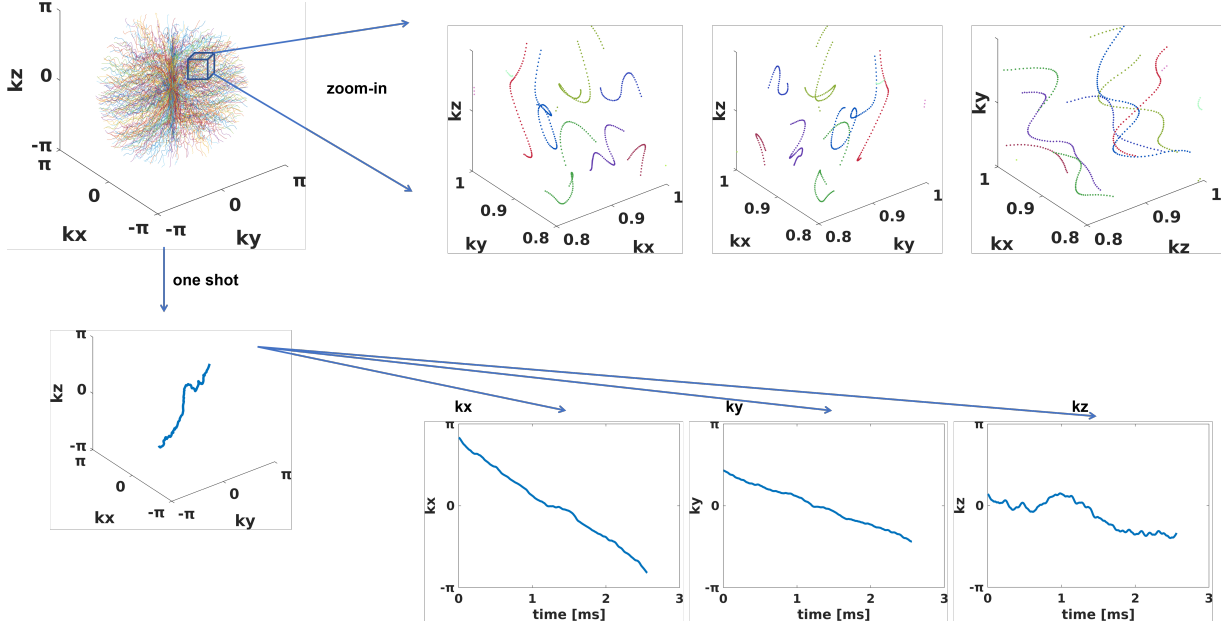 π
kz
0
-π
π
0
kx
-π
-π
0
ky
π
zoom-in
kz
1
0.9
ky
0.8
0.8
0.9
kx
1
kz
1
0.9
kx
0.8
0.8
0.9
ky
1
ky
1
0.9
kx
0.8
0.8
0.9
kz
1
one shot
π
kz
0
-π
π
0
kx
-π
-π
0
ky
π
kx
π
kx
0
-π
0
1
2
3
time [ms]
ky
π
ky
0
-π
0
1
2
3
time [ms]
kz
π
kz
0
-π
0
1
2
3
time [ms]